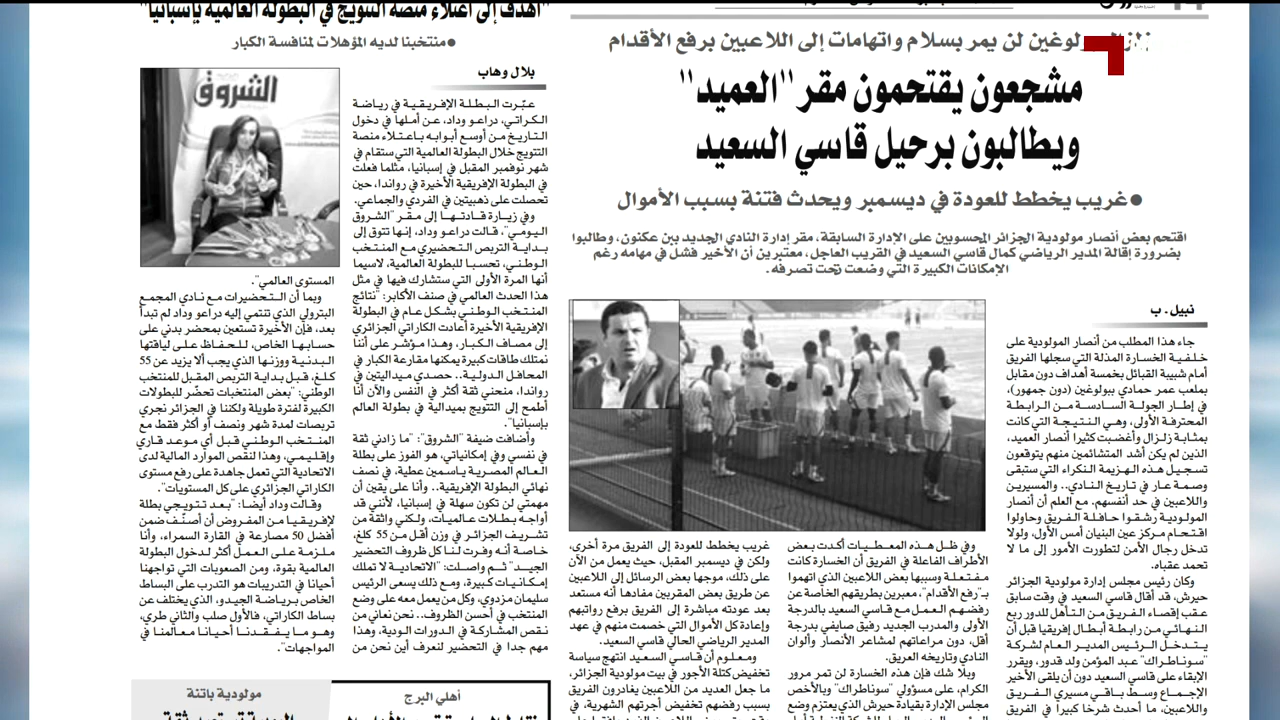 لن يمر بسلام واتهامات إلى اللاعبين برفع الأقدام
مشجعون يقتحمون مقر "العميد"
ويطالبون برحيل قاسي السعيد
●غريب يخطط للعودة في ديسمبر ويحدث فتنة بسبب الأموال
اقتحم بعض أنصار مولودية الجزائر المحسوبين على الإدارة السابقة، مقر إدارة النادي الجديد ببن عكنون، وطالبوا
بضرورة إقالة المدير الرياضي كمال قاسي السعيد في القريب العاجل، معتبرين أن الأخير فشل في مهامه رغم
الإمكانات الكبيرة التي وضعت تحت تصرفه.
نبيل. ب
جاء هذا المطلب من أنصار المولودية على
خلفية الخسارة المذلة التي سجلها الفريق
أمام شبيبة القبائل بخمسة أهداف دون مقابل
بملعب عمر حمادي ببولوغين (دون جمهور)،
في إطار الجولة السادسة من الرابطة
المحترفة الأولى، وهي النتيجة التي كانت
بمثابة زلزال وأغضبت كثيرا أنصار العميد،
الذين لم يكن أشد المتشائمين منهم يتوقعون
تسجيل هذه الهزيمة النكراء التي ستبقى
وصمة عار في تاريخ النادي.. والمسيرين
واللاعبين في حد أنفسهم. مع العلم أن أنصار
المولودية رشقوا حافلة الفريق وحاولوا
اقتحام مركز عين البنيان أمس الأول، ولولا
تدخل رجال الأمن لتطورت الأمور إلى ما لا
تحمد عقباه.
وكان رئيس مجلس إدارة مولودية الجزائر
حيرش، قد أقال قاسي السعيد في وقت سابق
عقب إقصاء الفريق من التأهل للدور ربع
النهائي من رابطة أبطال إفريقيا قبل أن
يتدخل الرئيس المدير العام لشركة
"سوناطراك" عبد المؤمن ولد قدور، ويقرر
الإبقاء على قاسي السعيد دون أن يلقى الأخير
الإجماع وسط باقي مسيري الفريق
العاصمي، ما أحدث شرخا كبيرا في الفريق
وفي ظل هذه المعطيات أكدت بعض
الأطراف الفاعلة في الفريق أن الخسارة كانت
مفتعلة وسببها بعض اللاعبين الذي اتهموا
بـ"رفع الأقدام"، معبرين بطريقهم الخاصة عن
رفضهم العمل مع قاسي السعيد بالدرجة
الأولى والمدرب الجديد رفيق صايفي بدرجة
أقل، دون مراعاتهم لمشاعر الأنصار وألوان
النادي وتاريخه العريق.
وبلا شك فإن هذه الخسارة لن تمر مرور
الكرام، على مسؤولي "سوناطراك" وبالأخص
مجلس الإدارة بقيادة حيرش الذي يعتزم وضع
غريب يخطط للعودة إلى الفريق مرة أخرى،
ولكن في ديسمبر المقبل، حيث يعمل من الآن
على ذلك، موجها بعض الرسائل إلى اللاعبين
عن طريق بعض المقربين مفادها أنه مستعد
بعد عودته مباشرة إلى الفريق برفع رواتبهم
وإعادة كل الأموال التي خصمت منهم في عهد
المدير الرياضي الحالي قاسي السعيد.
ومعلوم أن قاسي السعيد انتهج سياسة
تخفيض كتلة الأجور في بيت مولودية الجزائر،
ما جعل العديد من اللاعبين يغادرون الفريق
بسبب رفضهم تخفيض أجرتهم الشهرية، في
"أهدف إلى اعتلاء منصة التتويج في البطولة العالمية بإسبانيا"
●منتخبنا لديه المؤهلات لمنافسة الكبار
بلال وهاب
الشروق
عبّرت البطلة الإفريقية في رياضة
الكراتي، دراعو وداد، عن أملها في دخول
التاريخ من أوسع أبوابه باعتلاء منصة
التتويج خلال البطولة العالمية التي ستقام في
شهر نوفمبر المقبل في إسبانيا، مثلما فعلت
في البطولة الإفريقية الأخيرة في رواندا، حين
تحصلت على ذهبيتين في الفردي والجماعي.
وفي زيارة قادتها إلى مقر "الشروق
اليومي"، قالت دراعو وداد، إنها تتوق إلى
بداية التربص التحضيري مع المنتخب
الوطني، تحسبا للبطولة العالمية، لاسيما
أنها المرة الأولى التي ستشارك فيها في مثل
هذا الحدث العالمي في صنف الأكابر: "نتائج
المنتخب الوطني بشكل عام في البطولة
الإفريقية الأخيرة أعادت الكاراتي الجزائري
إلى مصاف الكبار، وهذا مؤشر على أننا
نمتلك طاقات كبيرة يمكنها مقارعة الكبار في
المحافل الدولية.. حصدي ميداليتين في
رواندا، منحني ثقة أكثر في النفس والآن أنا
أطمح إلى التتويج بميدالية في بطولة العالم
بإسبانيا".
وأضافت ضيفة "الشروق": "ما زادني ثقة
في نفسي وفي إمكانياتي، هو الفوز على بطلة
العالم المصرية ياسمين عطية، في نصف
نهائي البطولة الإفريقية.. وأنا على يقين أن
مهمتي لن تكون سهلة في إسبانيا، لأنني قد
أواجه بطلات عالميات، ولكني واثقة من
تشريف الجزائر في وزن أقل من 55 كلغ،
خاصة أنه وفرت لنا كل ظروف التحضير
الجيد" ثم واصلت: "الاتحادية لا تملك
إمكانيات كبيرة، ومع ذلك يسعى الرئيس
سليمان مزدوي، وكل من يعمل معه على وضع
المنتخب في أحسن الظروف.. نحن نعاني من
نقص المشاركة في الدورات الودية، وهذا
مهم جدا في التحضير لنعرف أين نحن من
المستوى العالمي".
وبما أن التحضيرات مع نادي المجمع
البترولي الذي تنتمي إليه دراعو وداد لم تبدأ
بعد، فإن الأخيرة تستعين بمحضر بدني على
حسابها الخاص، للحفاظ على لياقتها
البدنية ووزنها الذي يجب ألا يزيد عن 55
كلغ، قبل بداية التربص المقبل للمنتخب
الوطني: "بعض المنتخبات تحضّر للبطولات
الكبيرة لفترة طويلة ولكننا في الجزائر نجري
تربصات لمدة شهر ونصف أو أكثر فقط مع
المنتخب الوطني قبل أي موعد قاري
وإقليمي، وهذا لنقص الموارد المالية لدى
الاتحادية التي تعمل جاهدة على رفع مستوى
الكاراتي الجزائري على كل المستويات".
وقالت وداد أيضا: "بعد تتويجي بطلة
لإفريقيا من المفروض أن أصنّف ضمن
أفضل 50 مصارعة في القارة السمراء، وأنا
ملزمة على العمل أكثر لدخول البطولة
العالمية بقوة، ومن الصعوبات التي تواجهنا
أحيانا في التدريبات هو التدرب على البساط
الخاص برياضة الجيدو، الذي يختلف عن
بساط الكاراتي، فالأول صلب والثاني طري،
وهو ما يفقدنا أحيانا معالمنا في
المواجهات".
أهلي البرج
مولودية باتنة